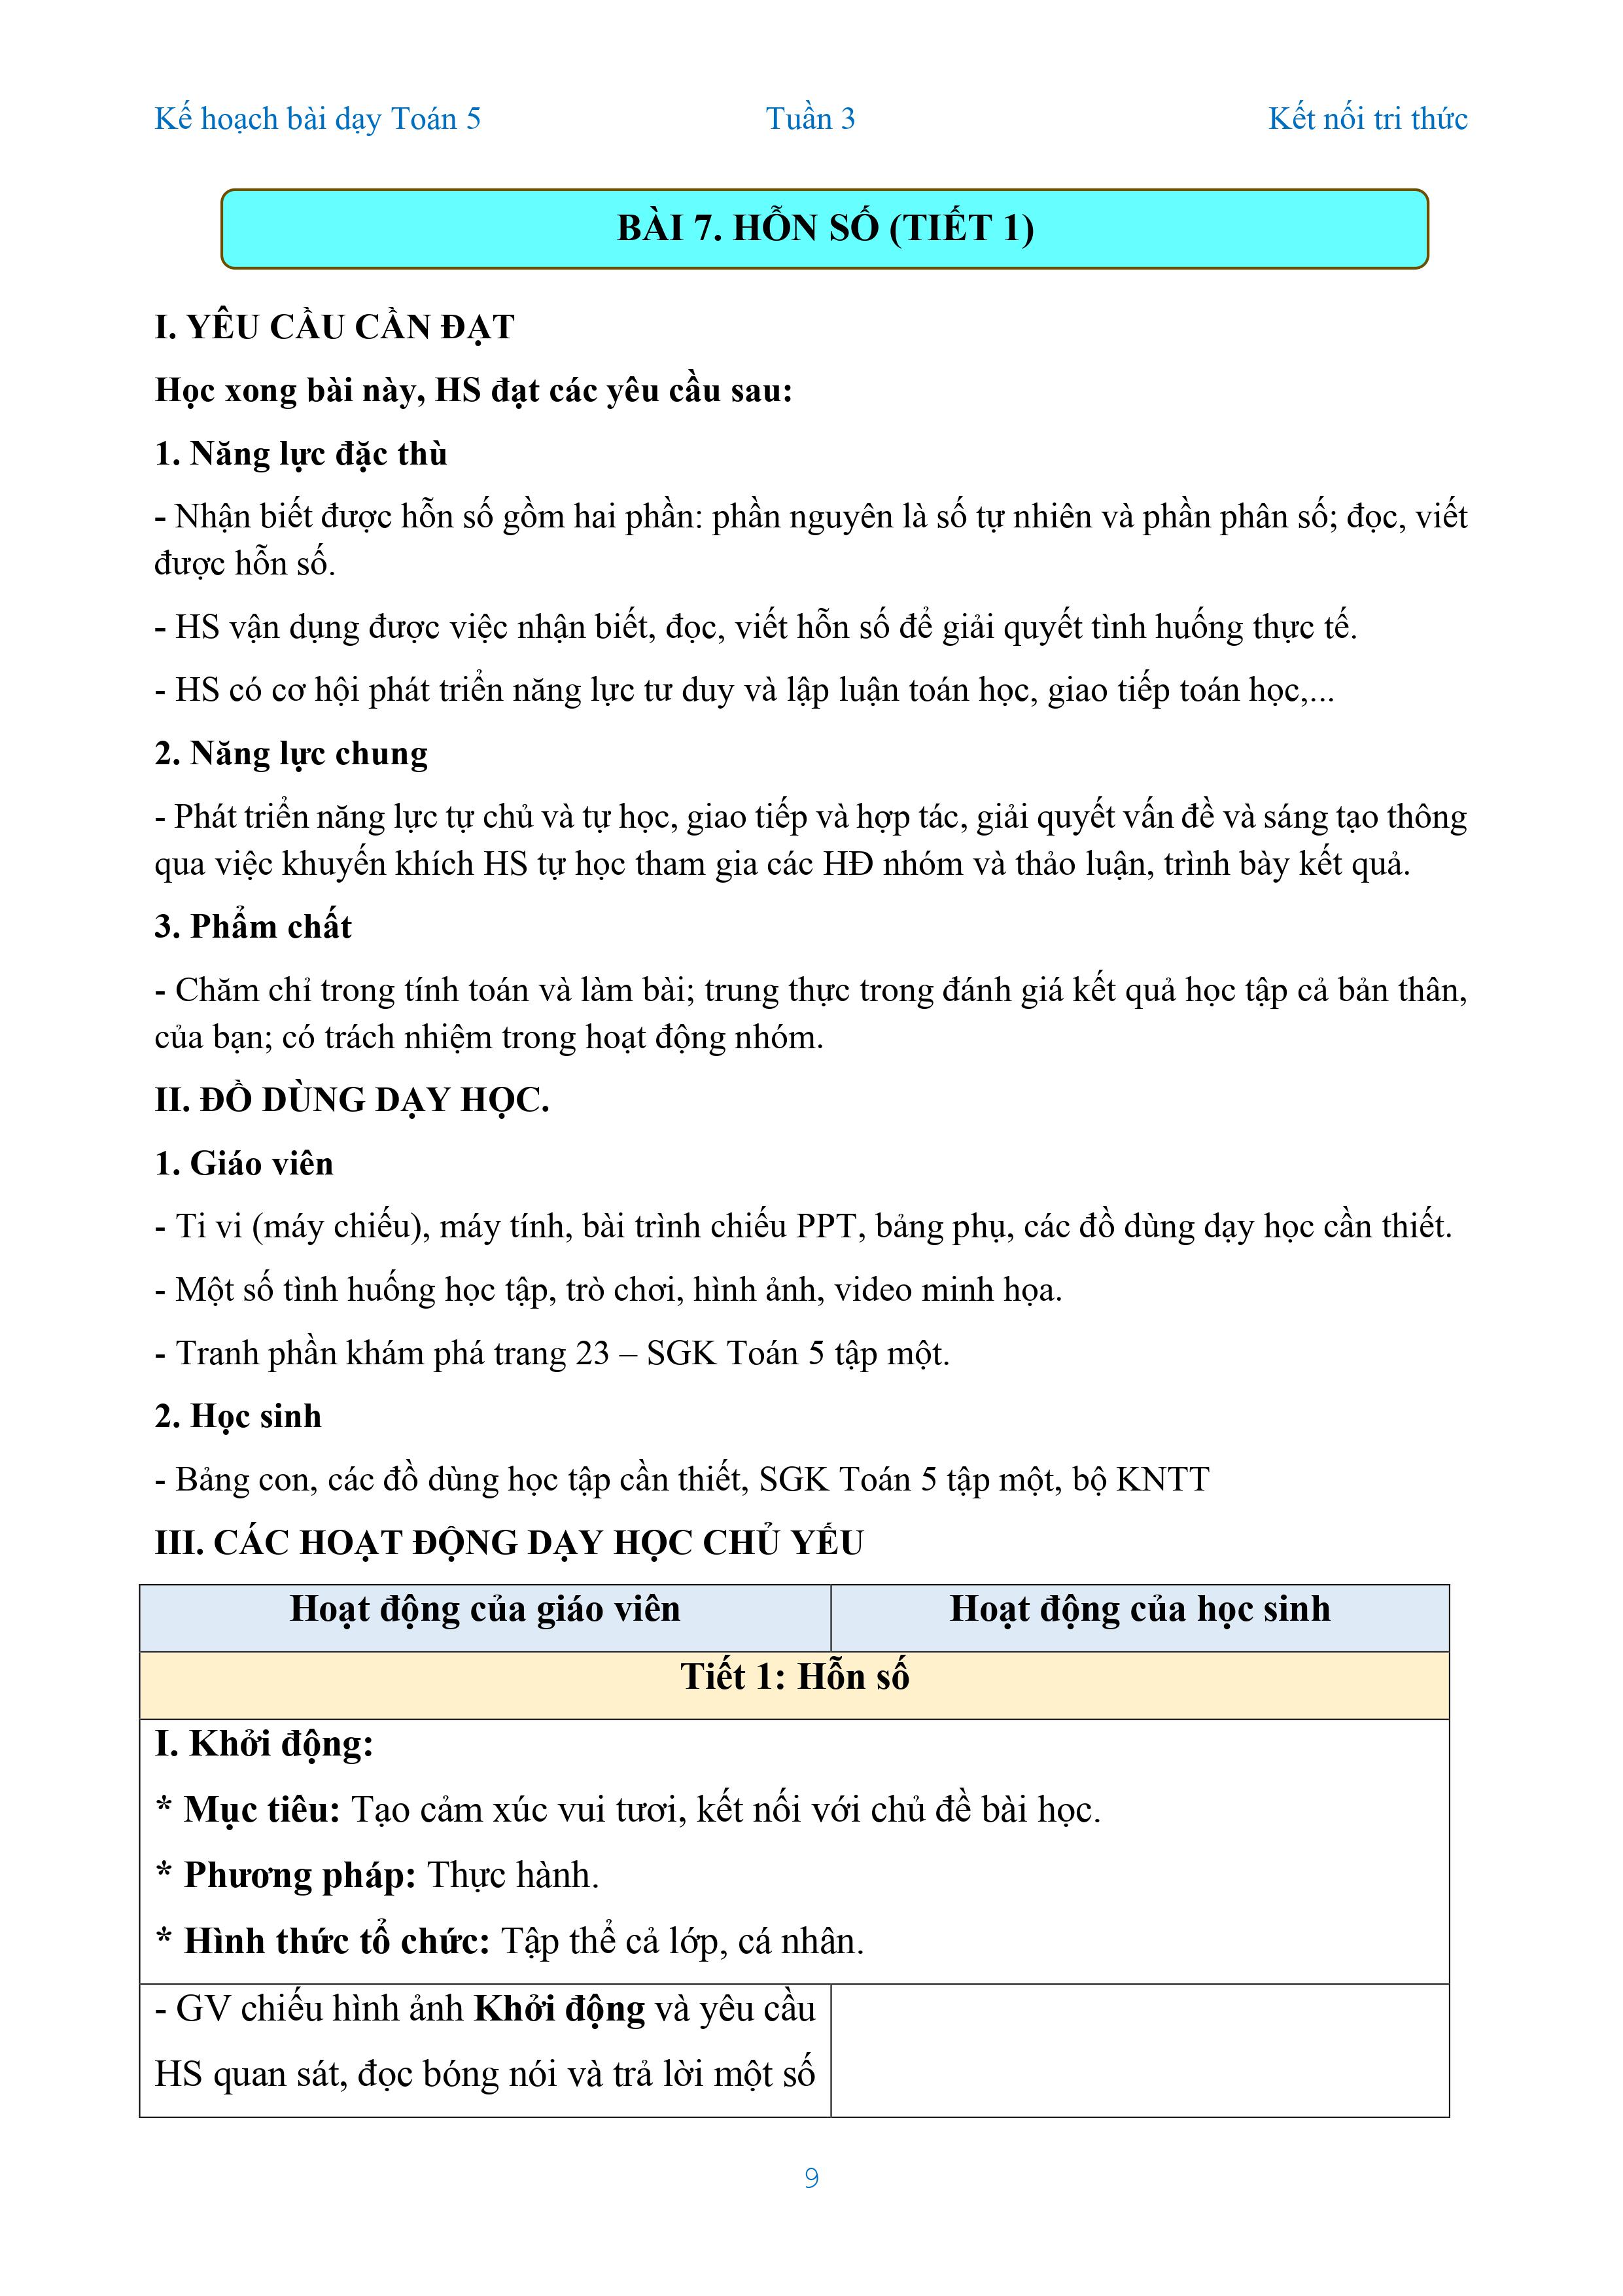 Kế hoạch bài dạy Toán 5 Tuần 3 Kết nối tri thức
BÀI 7. HỖN SỐ (TIẾT 1)
I. YÊU CẦU CẦN ĐẠT
Học xong bài này, HS đạt các yêu cầu sau:
1. Năng lực đặc thù
- Nhận biết được hỗn số gồm hai phần: phần nguyên là số tự nhiên và phần phân số; đọc, viết
được hỗn số.
- HS vận dụng được việc nhận biết, đọc, viết hỗn số để giải quyết tình huống thực tế.
- HS có cơ hội phát triển năng lực tư duy và lập luận toán học, giao tiếp toán học,...
2. Năng lực chung
- Phát triển năng lực tự chủ và tự học, giao tiếp và hợp tác, giải quyết vấn đề và sáng tạo thông
qua việc khuyến khích HS tự học tham gia các HĐ nhóm và thảo luận, trình bày kết quả.
3. Phẩm chất
- Chăm chỉ trong tính toán và làm bài; trung thực trong đánh giá kết quả học tập cả bản thân,
của bạn; có trách nhiệm trong hoạt động nhóm.
II. ĐỒ DÙNG DẠY HỌC.
1. Giáo viên
- Ti vi (máy chiếu), máy tính, bài trình chiếu PPT, bảng phụ, các đồ dùng dạy học cần thiết.
- Một số tình huống học tập, trò chơi, hình ảnh, video minh họa.
- Tranh phần khám phá trang 23 – SGK Toán 5 tập một.
2. Học sinh
- Bảng con, các đồ dùng học tập cần thiết, SGK Toán 5 tập một, bộ KNTT
III. CÁC HOẠT ĐỘNG DẠY HỌC CHỦ YẾU
Hoạt động của giáo viên Hoạt động của học sinh
Tiết 1: Hỗn số
I. Khởi động:
* Mục tiêu: Tạo cảm xúc vui tươi, kết nối với chủ đề bài học.
* Phương pháp: Thực hành.
* Hình thức tổ chức: Tập thể cả lớp, cá nhân.
- GV chiếu hình ảnh Khởi động và yêu cầu
HS quan sát, đọc bóng nói và trả lời một số
9